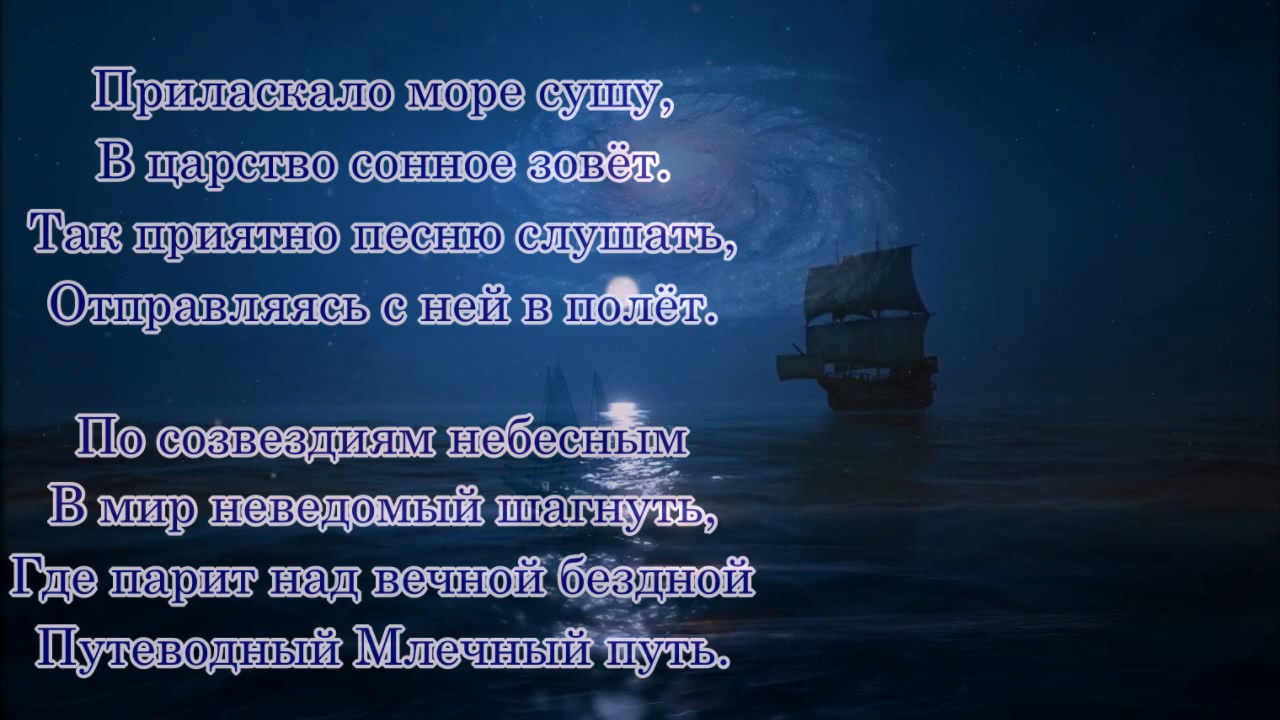 Приласкало море сушу,
В царство сонное зовёт.
Так приятно песню слушать,
Отправляясь с ней в полёт.
По созвездиям небесным
В мир неведомый шагнуть,
Где парит над вечной бездной
Путеводный Млечный путь.